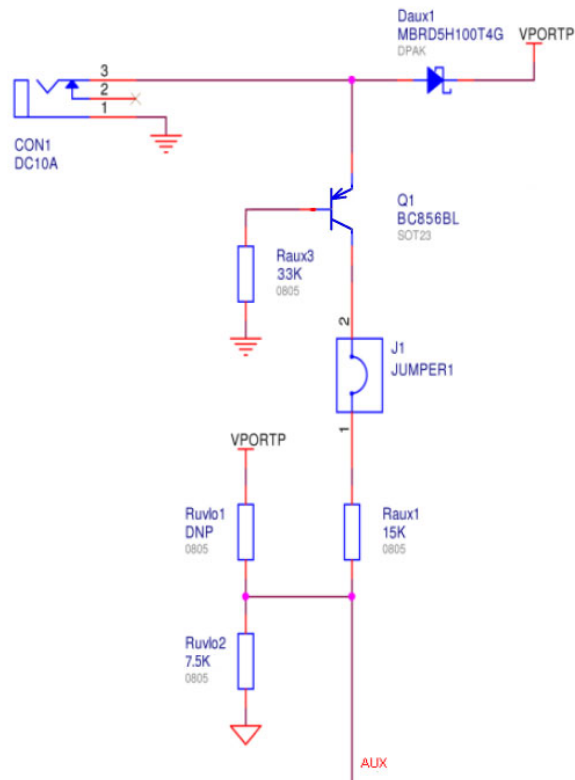 Daux1
MBRD5H100T4G
DPAK
VPORTP
3
2
1
CON1
DC10A
Q1
BC856BL
SOT23
Raux3
33K
0805
2
J1
JUMPER1
1
VPORTP
Ruvlo1
DNP
0805
Raux1
15K
0805
Ruvlo2
7.5K
0805
AUX